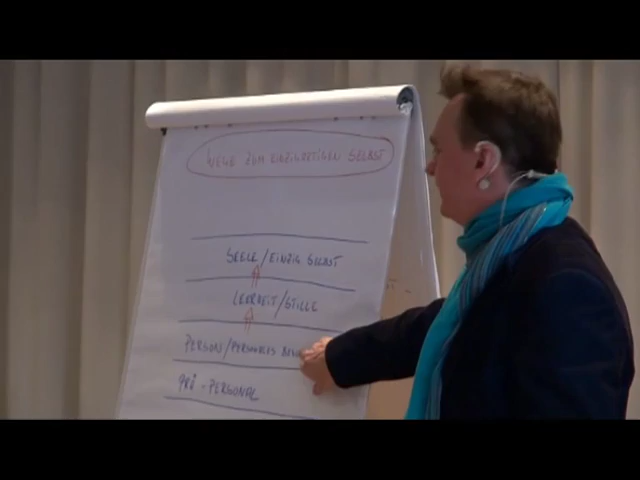 WEGE ZUM EINZIGARTIGEN SELBST
SEELE/EINZIG SELBST
LEERHEIT/STILLE
PERSON/PERSONALES
PRÄ-PERSONAL